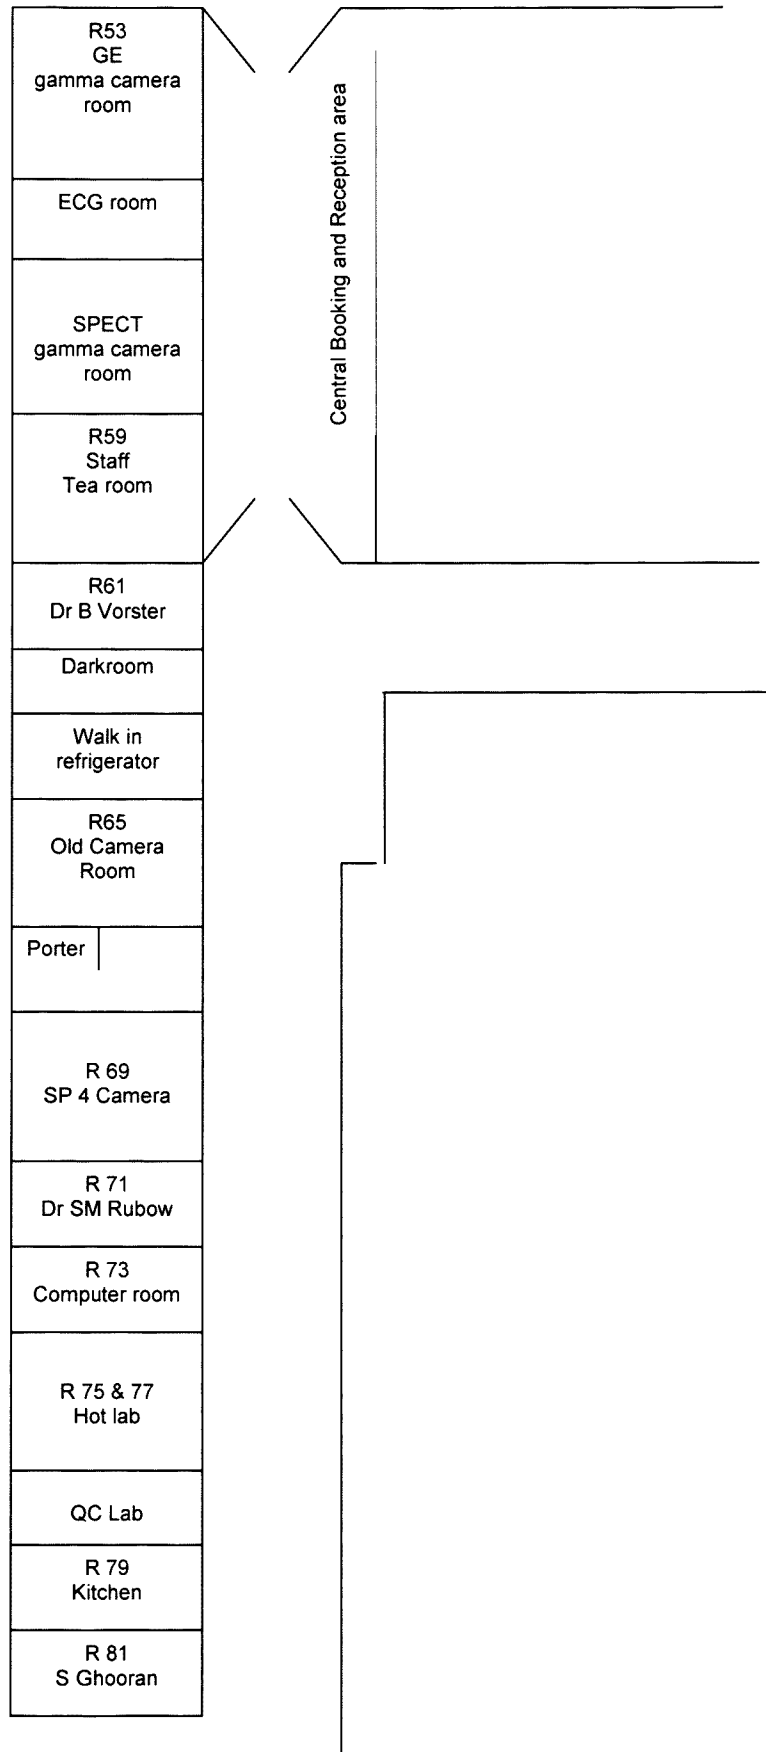 R53
GE
gamma camera
room
ECG room
SPECT
gamma camera
room
R59
Staff
Tea room
Central Booking and Reception area
R61
Dr B Vorster
Darkroom
Walk in
refrigerator
R65
Old Camera
Room
Porter
R 69
SP 4 Camera
R 71
Dr SM Rubow
R 73
Computer room
R 75 & 77
Hot lab
QC Lab
R 79
Kitchen
R 81
S Ghooran